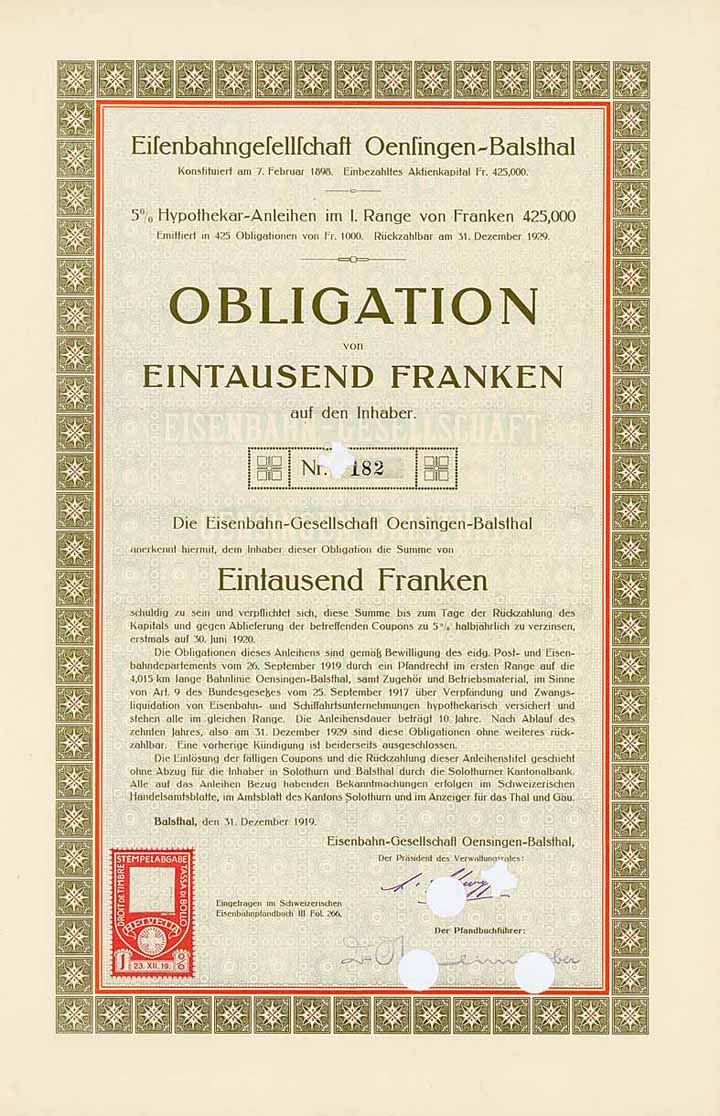 Eisenbahngesellschaft Oensingen-Balsthal
Konstituiert am 7. Februar 1898. Einbezahltes Aktienkapital Fr. 425,000.
5% Hypothekar-Anleihen im I. Range von Franken 425,000
Emittiert in 425 Obligationen von Fr. 1000. Rückzahlbar am 31. Dezember 1929.
OBLIGATION
von
EINTAUSEND FRANKEN
auf den Inhaber.
EISENBAHN-GESELLSCHAFT
Nr. 182
Die Eisenbahn-Gesellschaft Oensingen-Balsthal
anerkennt hiermit, dem Inhaber dieser Obligation die Summe von
Eintausend Franken
schuldig zu sein und verpflichtet sich, diese Summe bis zum Tage der Rückzahlung des
Kapitals und gegen Ablieferung der betreffenden Coupons zu 5% halbjährlich zu verzinsen,
erstmals auf 30. Juni 1920.
Die Obligationen dieses Anleihens sind gemäß Bewilligung des eidg. Post- und Eisen-
bahndepartements vom 26. September 1919 durch ein Pfandrecht im ersten Range auf die
4,015 km lange Bahnlinie Oensingen-Balsthal, samt Zugehör und Betriebsmaterial, im Sinne
von Art. 9 des Bundesgesetzes vom 25. September 1917 über Verpfändung und Zwangs-
liquidation von Eisenbahn- und Schiffahrtsunternehmungen hypothekarisch versichert und
stehen alle im gleichen Range. Die Anleihensdauer beträgt 10 Jahre. Nach Ablauf des
zehnten Jahres, also am 31. Dezember 1929 sind diese Obligationen ohne weiteres rück-
zahlbar. Eine vorherige Kündigung ist beiderseits ausgeschlossen.
Die Einlösung der fälligen Coupons und die Rückzahlung dieser Anleihenstitel geschieht
ohne Abzug für die Inhaber in Solothurn und Balsthal durch die Solothurner Kantonalbank.
Alle auf das Anleihen Bezug habenden Bekanntmachungen erfolgen im Schweizerischen
Handelsamtsblatte, im Amtsblatt des Kantons Solothurn und im Anzeiger für das Thal und Gäu.
Balsthal, den 31. Dezember 1919.
Eisenbahn-Gesellschaft Oensingen-Balsthal,
Der Präsident des Verwaltungsrates:
STEMPELABGABE
DROIT DE TIMBRE
TASSA DI BOLLO
HELVETIA
1
23. XII. 19.
Eingetragen im Schweizerischen
Eisenbahnpfandbuch III Fol. 266.
Der Pfandbuchführer: